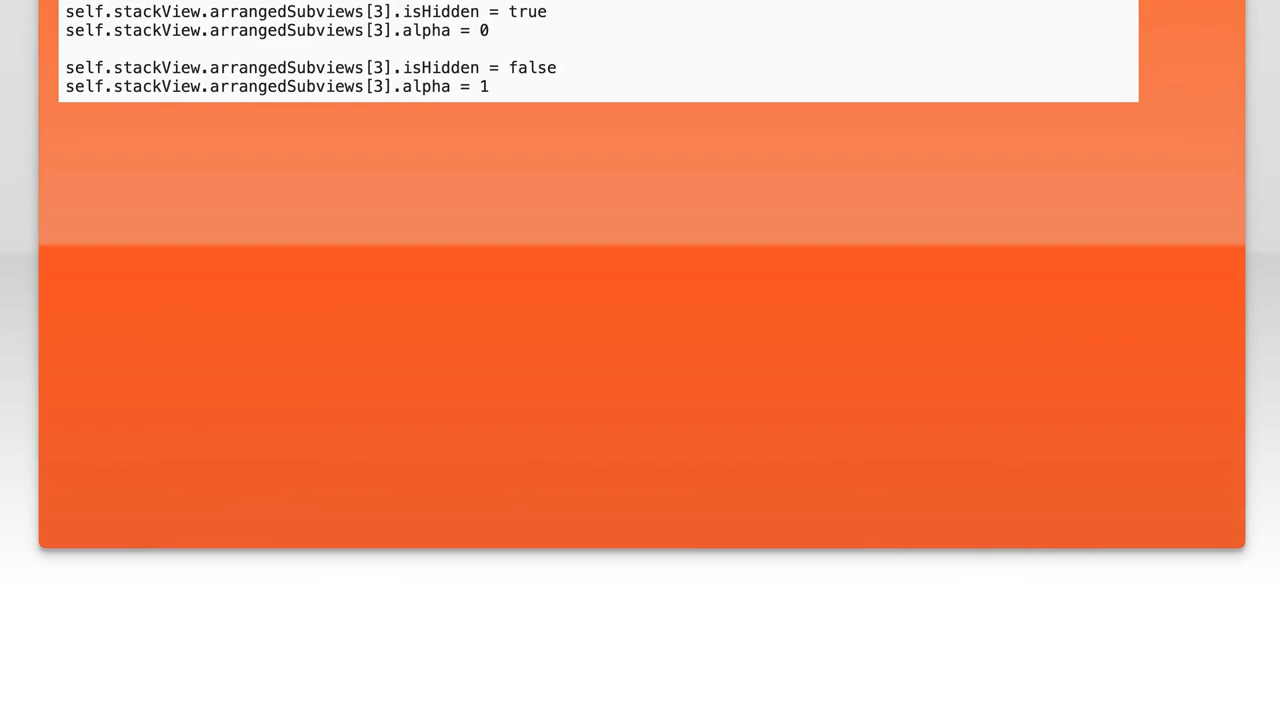 self.stackView.arrangedSubviews[3].isHidden = true
self.stackView.arrangedSubviews[3].alpha = 0
self.stackView.arrangedSubviews[3].isHidden = false
self.stackView.arrangedSubviews[3].alpha = 1